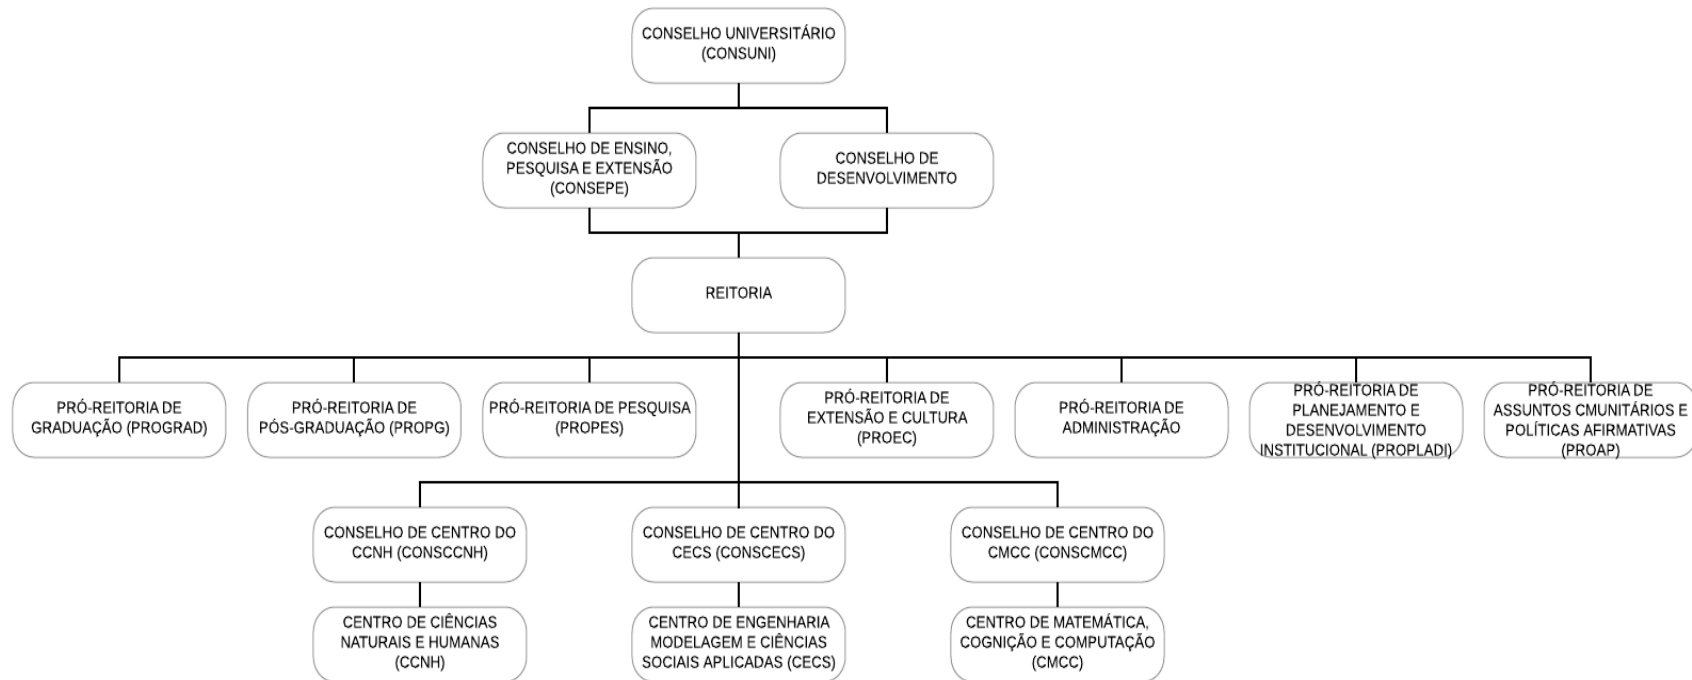 CONSELHO UNIVERSITÁRIO
(CONSUNI)
CONSELHO DE ENSINO,
PESQUISA E EXTENSÃO
(CONSEPE)
CONSELHO DE
DESENVOLVIMENTO
REITORIA
PRÓ-REITORIA DE
GRADUAÇÃO (PROGRAD)
PRÓ-REITORIA DE
PÓS-GRADUAÇÃO (PROPG)
PRÓ-REITORIA DE PESQUISA
(PROPES)
PRÓ-REITORIA DE
EXTENSÃO E CULTURA
(PROEC)
PRÓ-REITORIA DE
ADMINISTRAÇÃO
PRÓ-REITORIA DE
PLANEJAMENTO E
DESENVOLVIMENTO
INSTITUCIONAL (PROPLADI)
PRÓ-REITORIA DE
ASSUNTOS CMUNITÁRIOS E
POLÍTICAS AFIRMATIVAS
(PROAP)
CONSELHO DE CENTRO DO
CCNH (CONSCCNH)
CONSELHO DE CENTRO DO
CECS (CONSCECS)
CONSELHO DE CENTRO DO
CMCC (CONSCMCC)
CENTRO DE CIÊNCIAS
NATURAIS E HUMANAS
(CCNH)
CENTRO DE ENGENHARIA
MODELAGEM E CIÊNCIAS
SOCIAIS APLICADAS (CECS)
CENTRO DE MATEMÁTICA,
COGNIÇÃO E COMPUTAÇÃO
(CMCC)